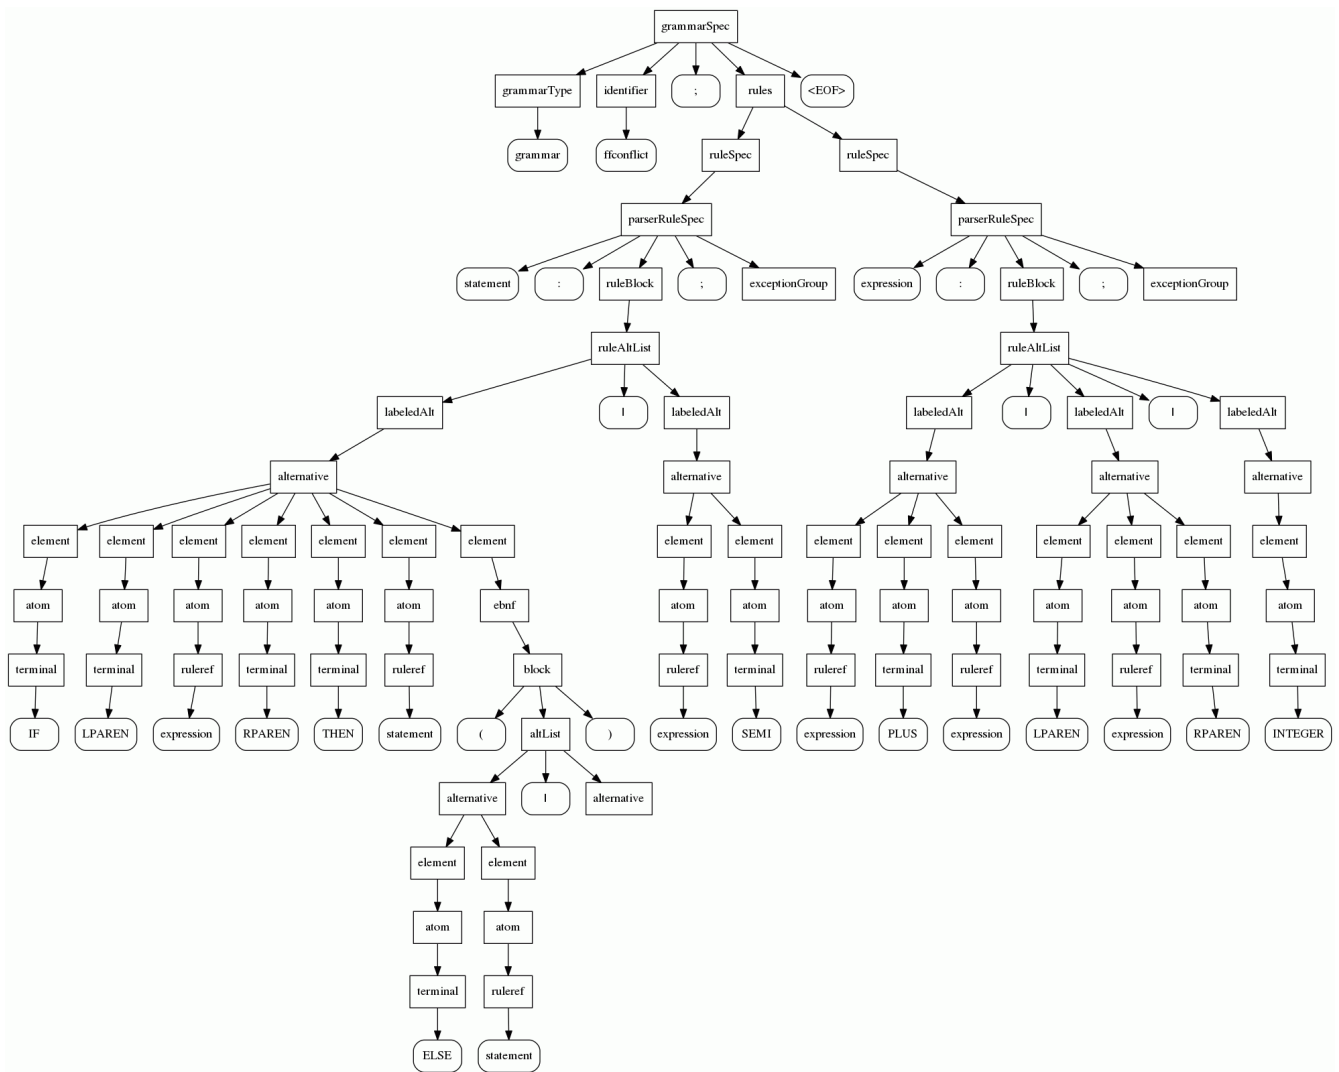 grammarSpec
grammarType identifier ; rules <EOF>
grammar ffconflict ruleSpec ruleSpec
parserRuleSpec parserRuleSpec
statement : ruleBlock ; exceptionGroup expression : ruleBlock ; exceptionGroup
ruleAltList ruleAltList
labeledAlt | labeledAlt labeledAlt | labeledAlt | labeledAlt
alternative alternative alternative alternative alternative
element element element element element element element element element element element element element element element element
atom atom atom atom atom atom ebnf atom atom atom atom atom atom atom atom atom
terminal terminal ruleref terminal terminal ruleref block ruleref terminal ruleref terminal ruleref terminal ruleref terminal terminal
IF LPAREN expression RPAREN THEN statement ( altList ) expression SEMI expression PLUS expression LPAREN expression RPAREN INTEGER
alternative | alternative
element element
atom atom
terminal ruleref
ELSE statement